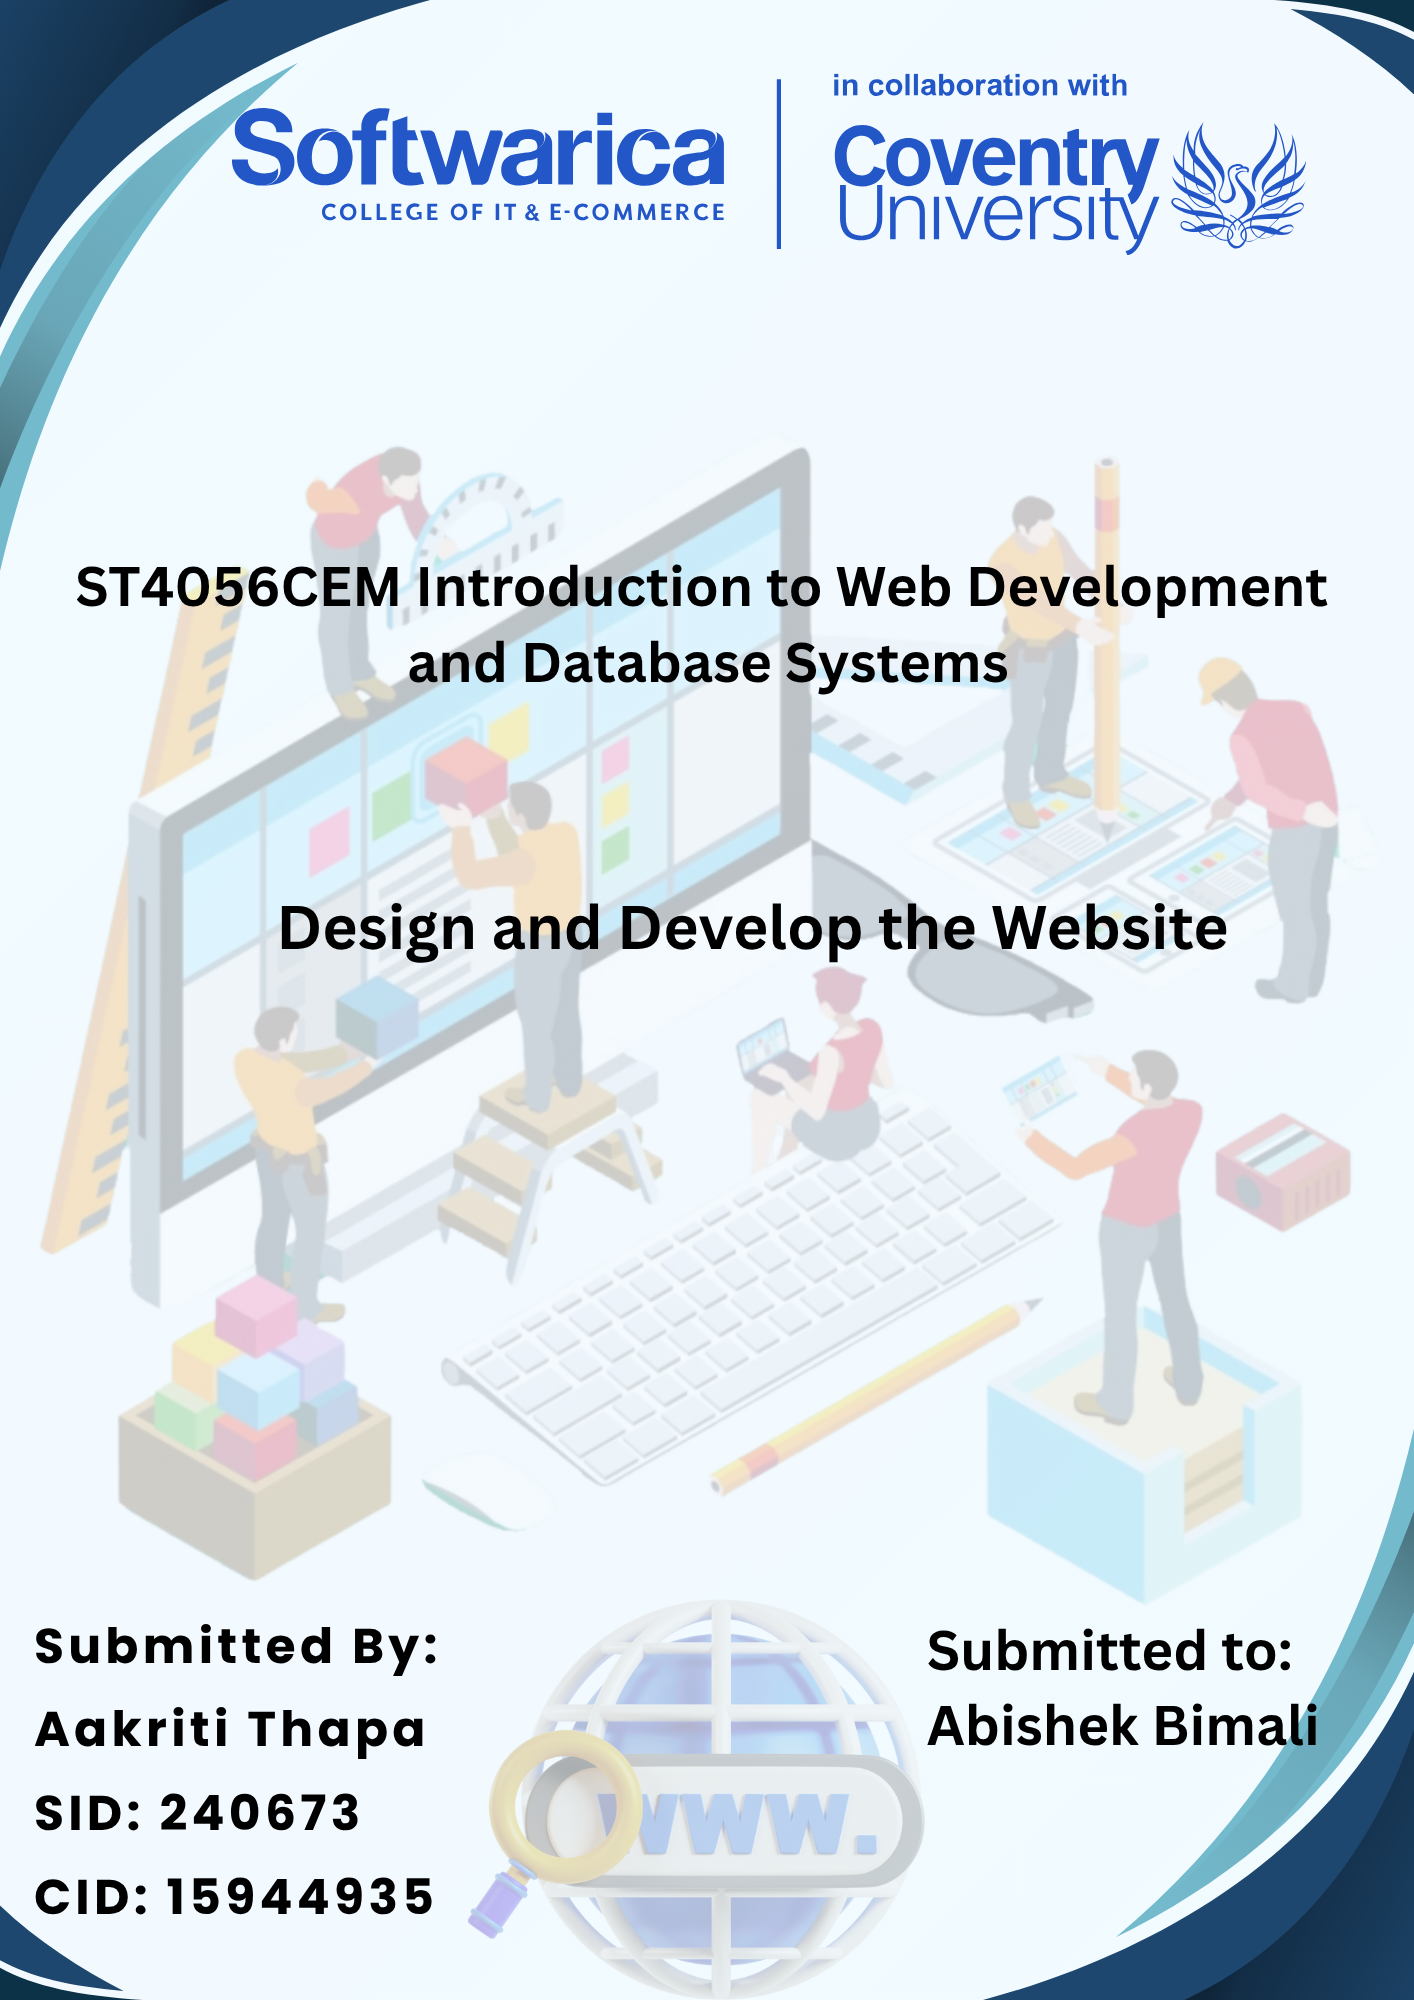 Softwarica
COLLEGE OF IT & E-COMMERCE
in collaboration with
Coventry
University
ST4056CEM Introduction to Web Development
and Database Systems
Design and Develop the Website
Submitted By:
Aakriti Thapa
SID: 240673
CID: 15944935
www.
Submitted to:
Abishek Bimali